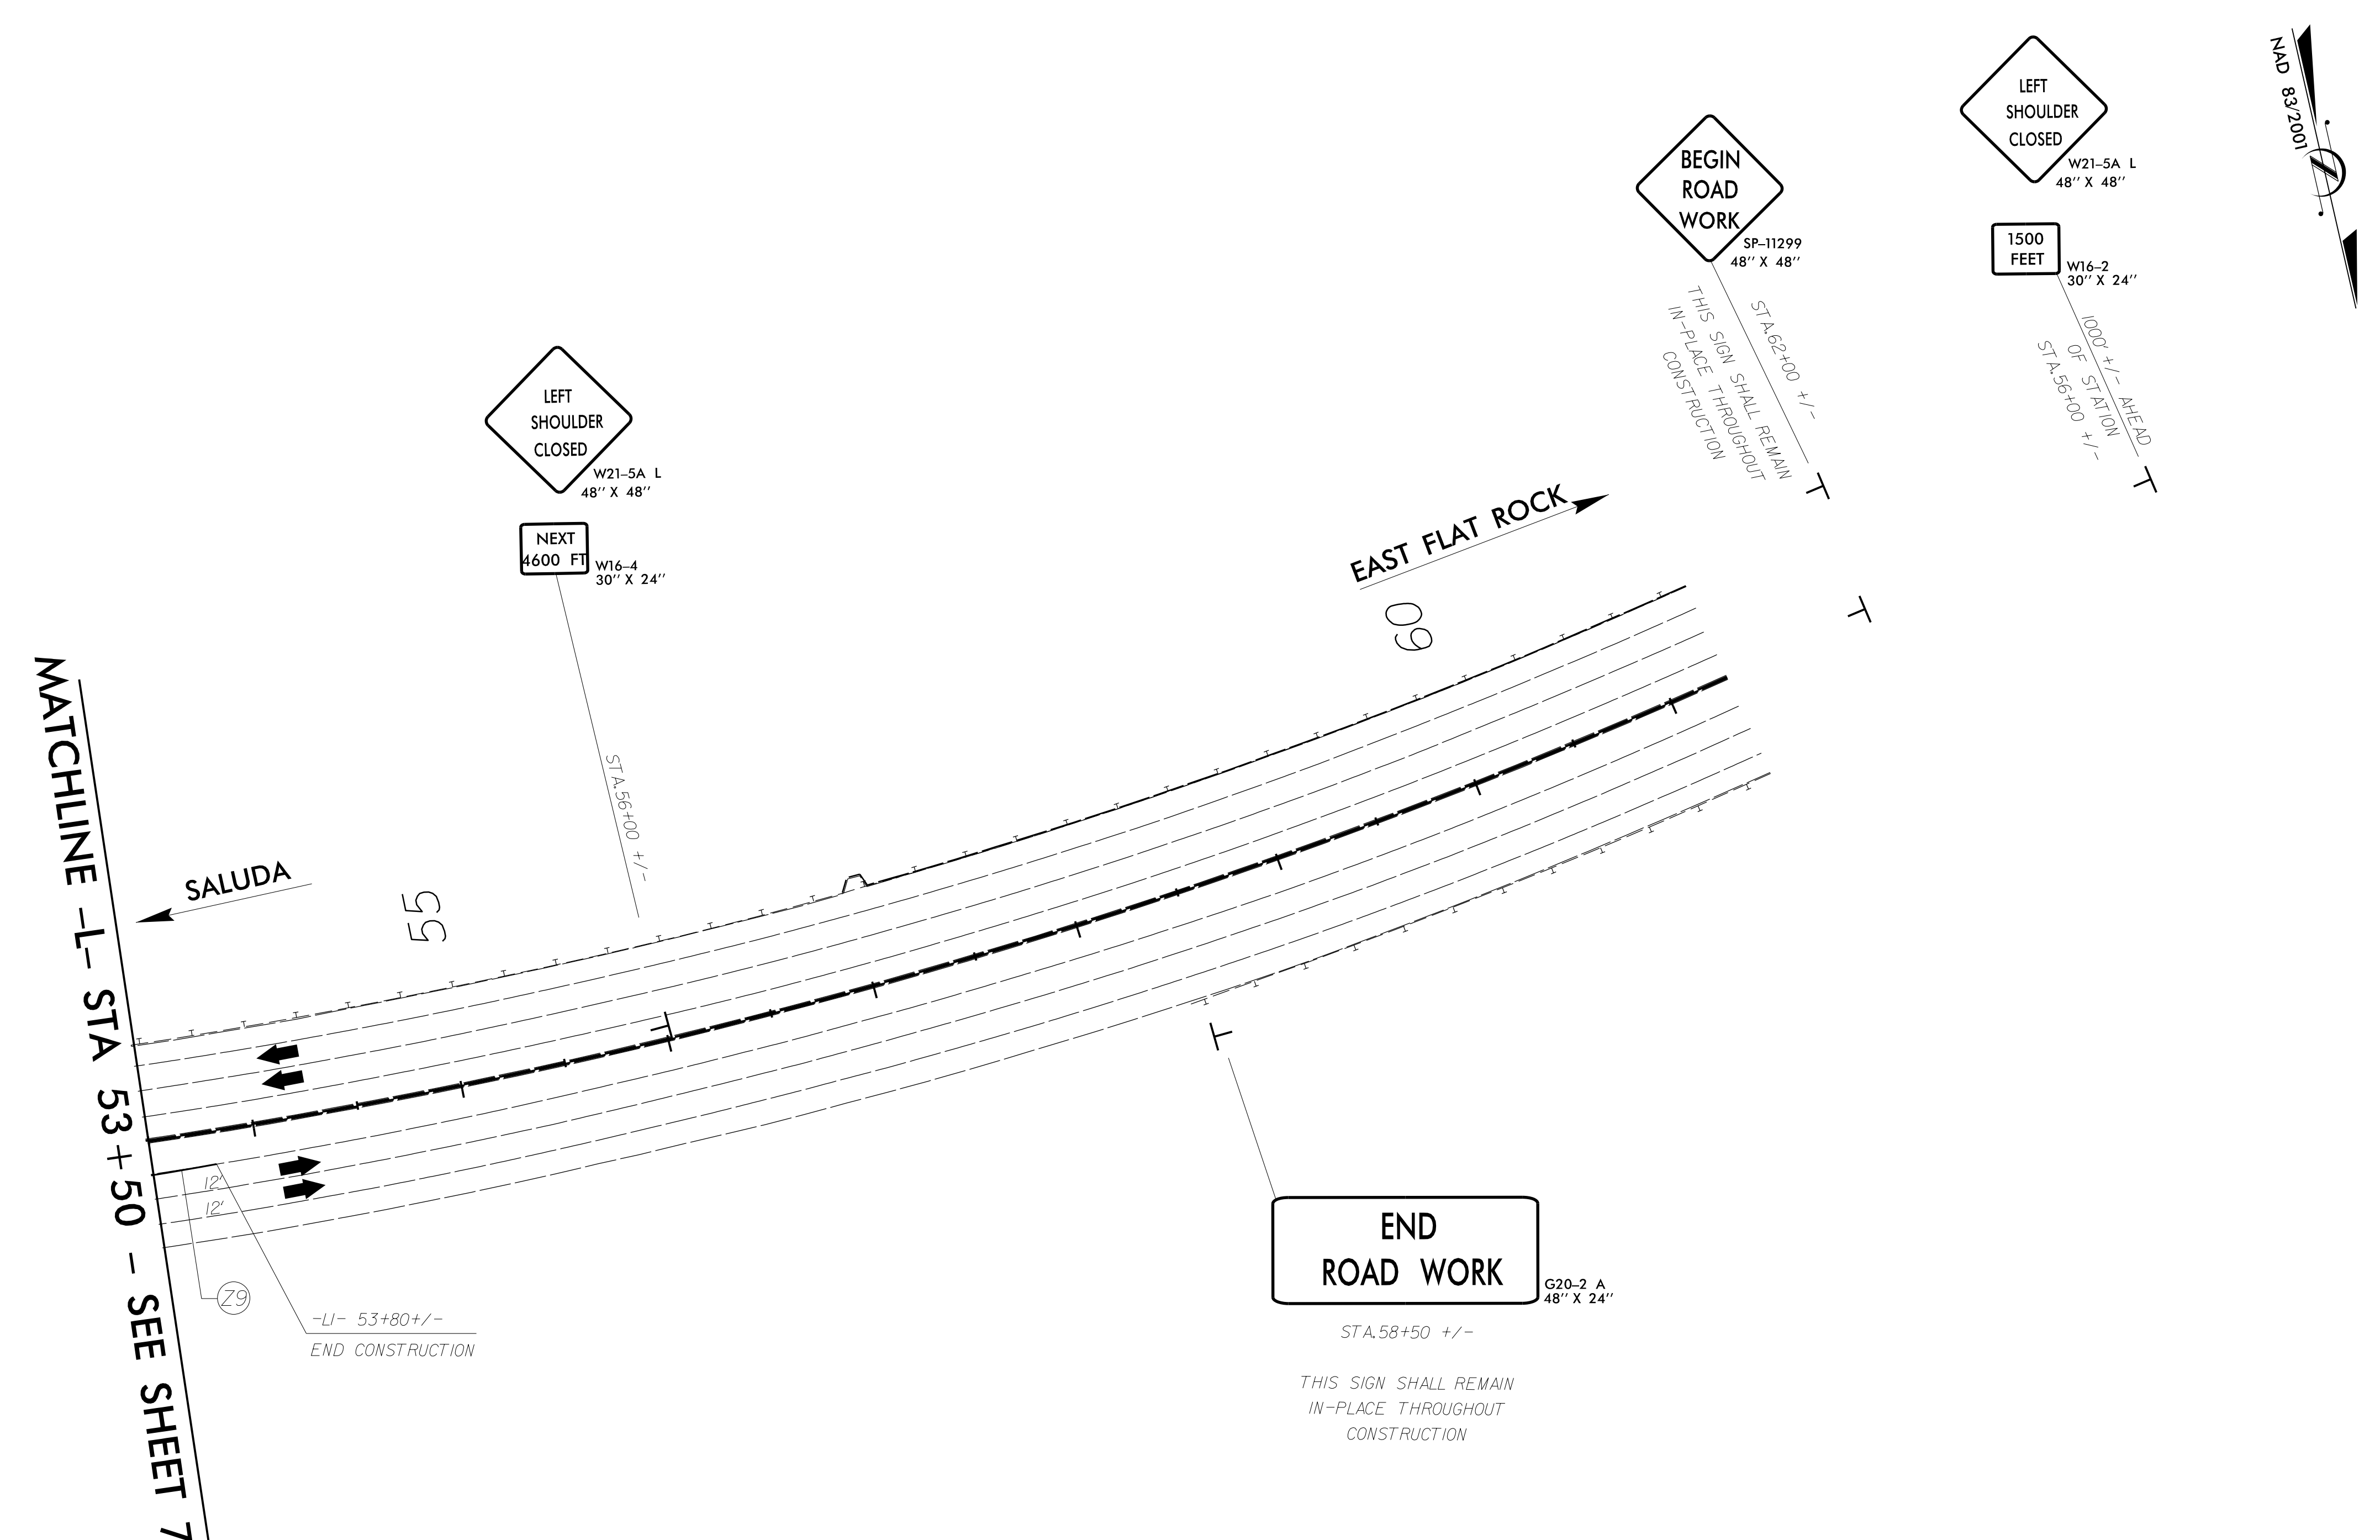 LEFT
SHOULDER
CLOSED
W21-5A L
48'' X 48''
1500
FEET
W16-2
30'' X 24''
1000' +/- AHEAD
OF STATION
STA.56+00 +/-
NAD 83/2001
BEGIN
ROAD
WORK
SP-11299
48'' X 48''
STA.62+00 +/-
THIS SIGN SHALL REMAIN
IN-PLACE THROUGHOUT
CONSTRUCTION
LEFT
SHOULDER
CLOSED
W21-5A L
48'' X 48''
NEXT
4600 FT
W16-4
30'' X 24''
STA.56+00 +/-
EAST FLAT ROCK
60
MATCHLINE -L- STA 53+50 - SEE SHEET 7
SALUDA
55
12'
12'
Z9
-L1- 53+80+/-
END CONSTRUCTION
END
ROAD WORK
G20-2 A
48'' X 24''
STA.58+50 +/-
THIS SIGN SHALL REMAIN
IN-PLACE THROUGHOUT
CONSTRUCTION